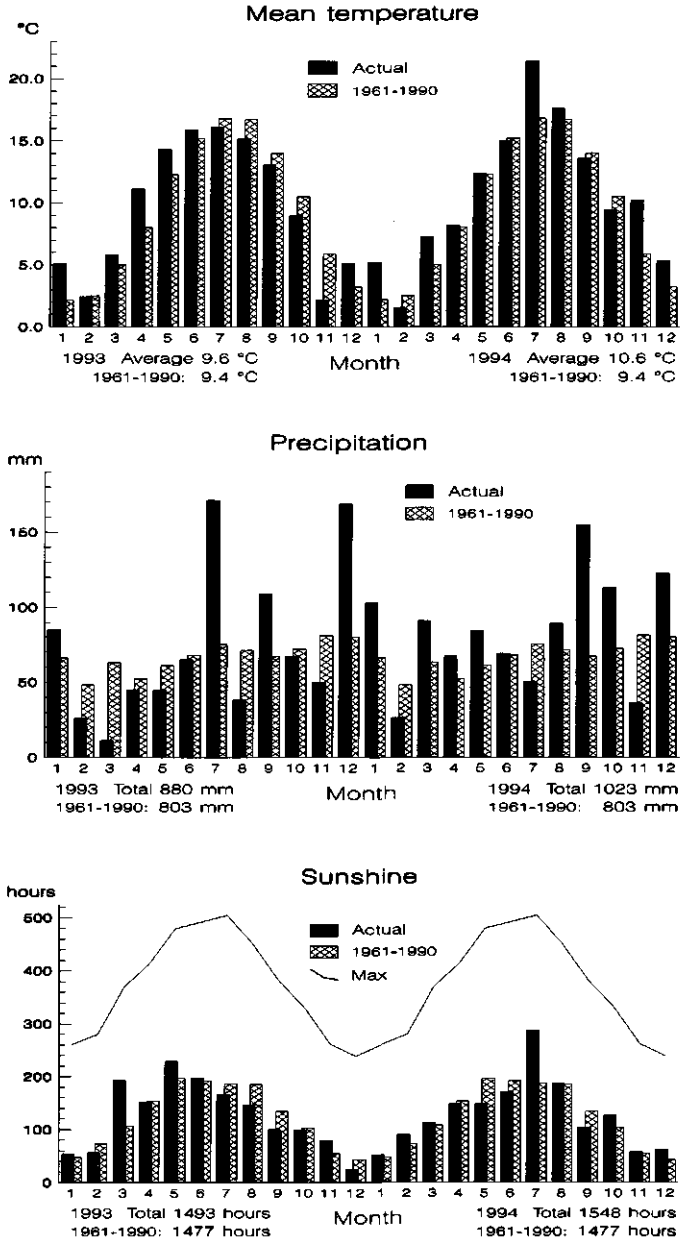 Mean temperature
°C
Actual
1961-1990
20.0
15.0
10.0
5.0
0.0
1 2 3 4 5 6 7 8 9 10 11 12 1 2 3 4 5 6 7 8 9 10 11 12
1993 Average 9.6 °C Month 1994 Average 10.6 °C
1961-1990: 9.4 °C 1961-1990: 9.4 °C
Precipitation
mm
Actual
1961-1990
150
100
50
0
1 2 3 4 5 6 7 8 9 10 11 12 1 2 3 4 5 6 7 8 9 10 11 12
1993 Total 880 mm Month 1994 Total 1023 mm
1961-1990: 803 mm 1961-1990: 803 mm
Sunshine
hours
500
Actual
1961-1990
Max
400
300
200
100
0
1 2 3 4 5 6 7 8 9 10 11 12 1 2 3 4 5 6 7 8 9 10 11 12
1993 Total 1493 hours Month 1994 Total 1548 hours
1961-1990: 1477 hours 1961-1990: 1477 hours